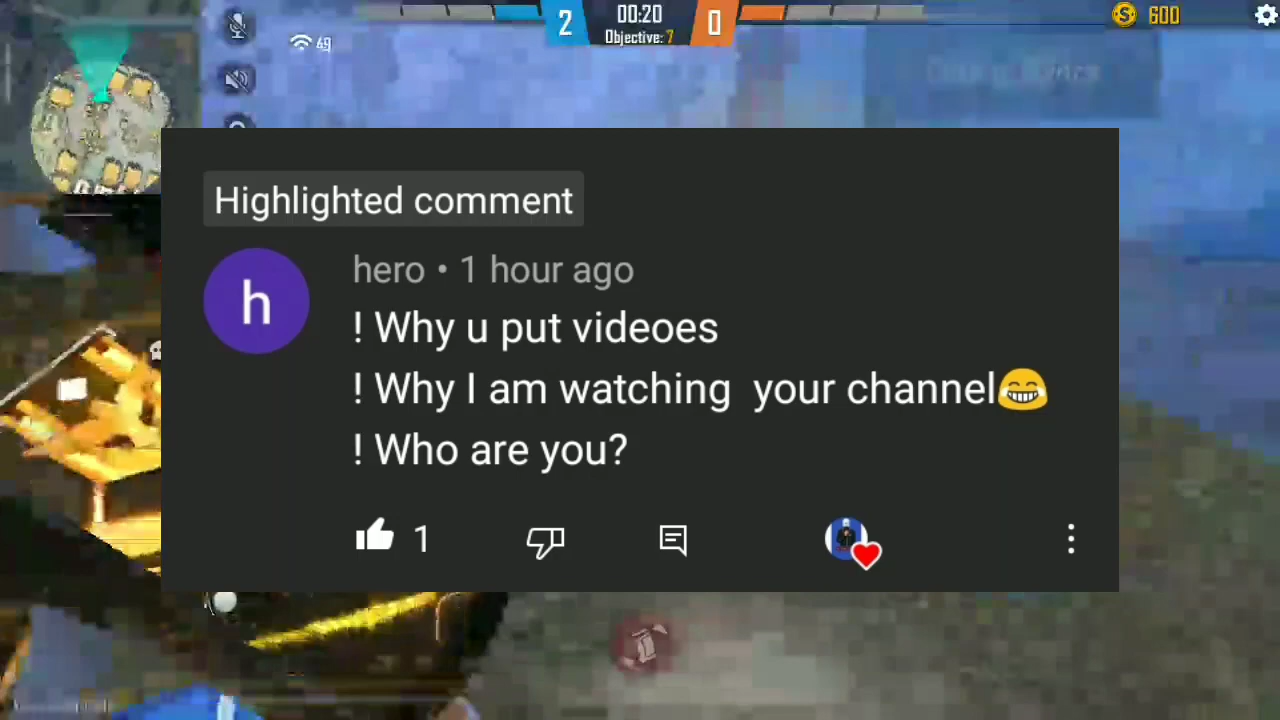 2 00:20 0
Objective: 7
600
49
Highlighted comment
h
hero • 1 hour ago
! Why u put videoes
! Why I am watching your channel😂
! Who are you?
1